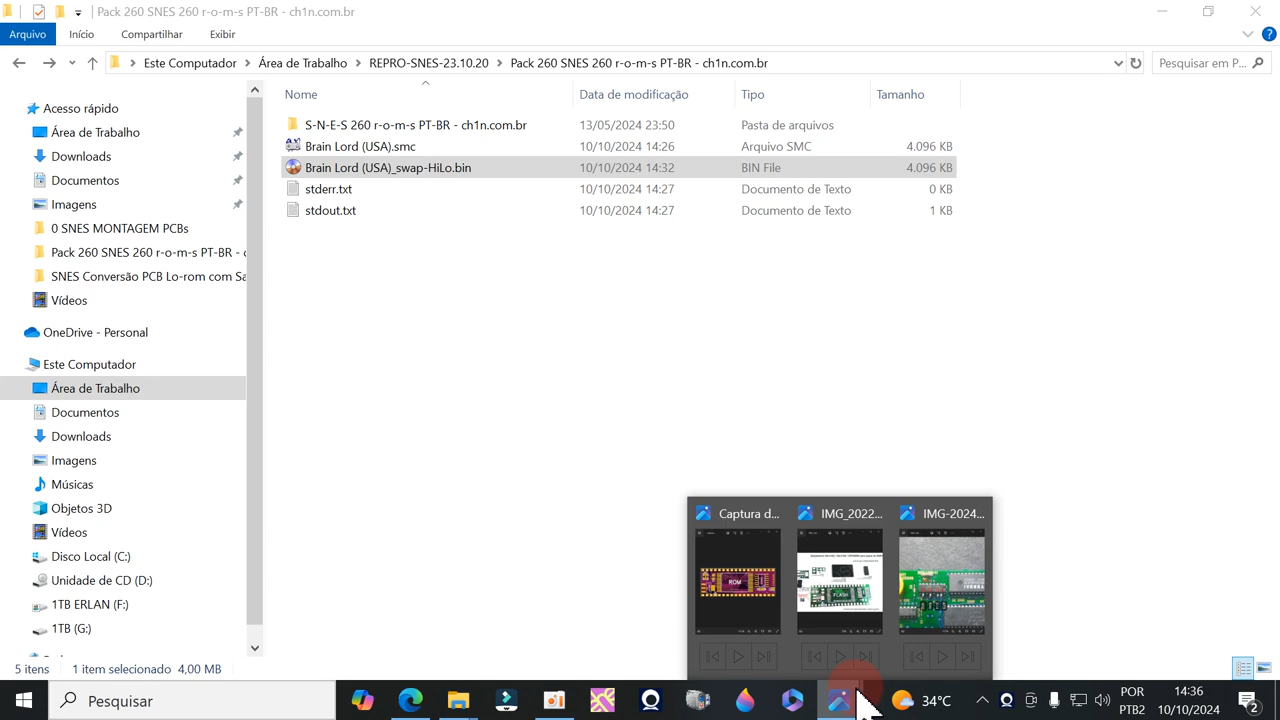 Pack 260 SNES 260 r-o-m-s PT-BR - ch1n.com.br
Arquivo Início Compartilhar Exibir
Este Computador Área de Trabalho REPRO-SNES-23.10.20 Pack 260 SNES 260 r-o-m-s PT-BR - ch1n.com.br Pesquisar em P...
Nome Data de modificação Tipo Tamanho
S-N-E-S 260 r-o-m-s PT-BR - ch1n.com.br 13/05/2024 23:50 Pasta de arquivos
Brain Lord (USA).smc 10/10/2024 14:26 Arquivo SMC 4.096 KB
Brain Lord (USA)_swap-HiLo.bin 10/10/2024 14:32 BIN File 4.096 KB
stderr.txt 10/10/2024 14:27 Documento de Texto 0 KB
stdout.txt 10/10/2024 14:27 Documento de Texto 1 KB
Acesso rápido
Área de Trabalho
Downloads
Documentos
Imagens
0 SNES MONTAGEM PCBs
Pack 260 SNES 260 r-o-m-s PT-BR - c
SNES Conversão PCB Lo-rom com Sa
Vídeos
OneDrive - Personal
Este Computador
Área de Trabalho
Documentos
Downloads
Imagens
Músicas
Objetos 3D
Vídeos
Disco Local (C:)
Unidade de CD (D:)
1TB ERLAN (F:)
1TB (G:)
Captura d... IMG_2022... IMG-2024...
ROM
FLASH
5 itens 1 item selecionado 4,00 MB
Pesquisar
34°C
POR
PTB2
14:36
10/10/2024
2